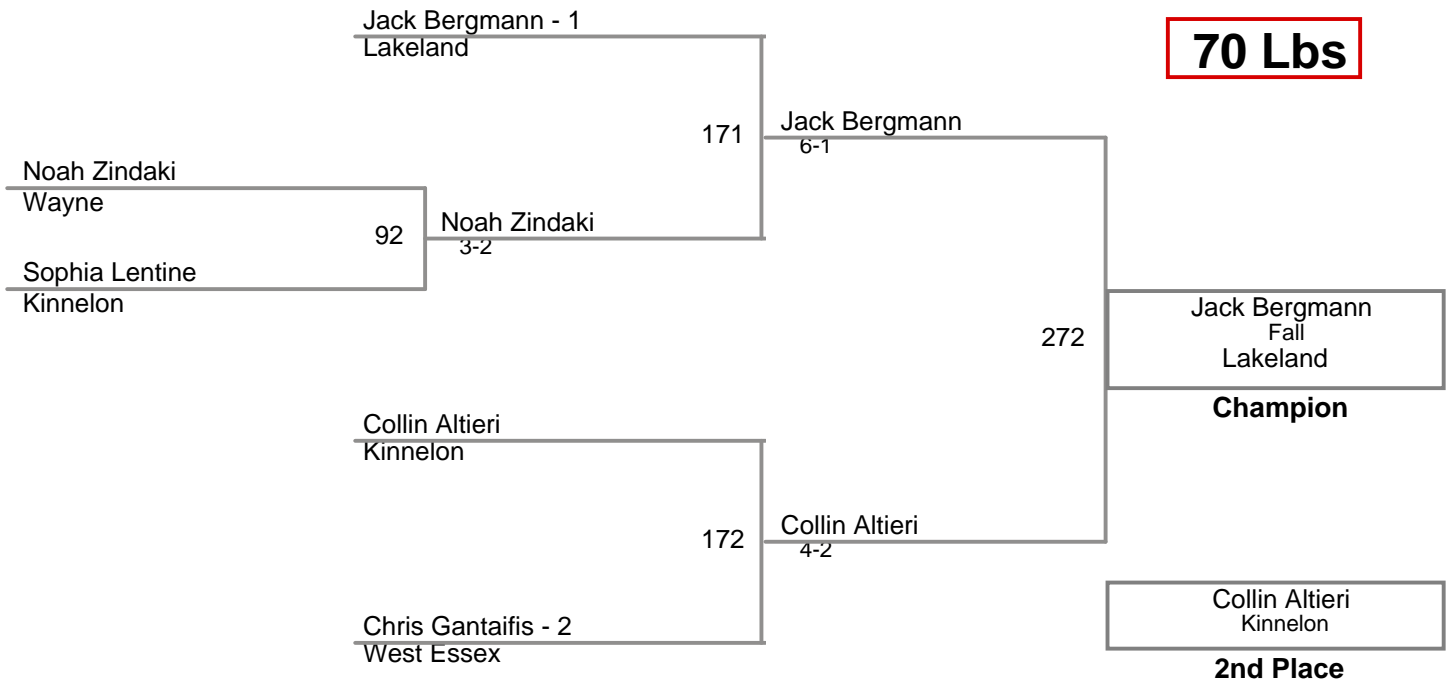 Jack Bergmann - 1
Lakeland
70 Lbs
171
Jack Bergmann
6-1
Noah Zindaki
Wayne
92
Noah Zindaki
3-2
Sophia Lentine
Kinnelon
272
Jack Bergmann
Fall
Lakeland
Champion
Collin Altieri
Kinnelon
172
Collin Altieri
4-2
Chris Gantaifis - 2
West Essex
Collin Altieri
Kinnelon
2nd Place